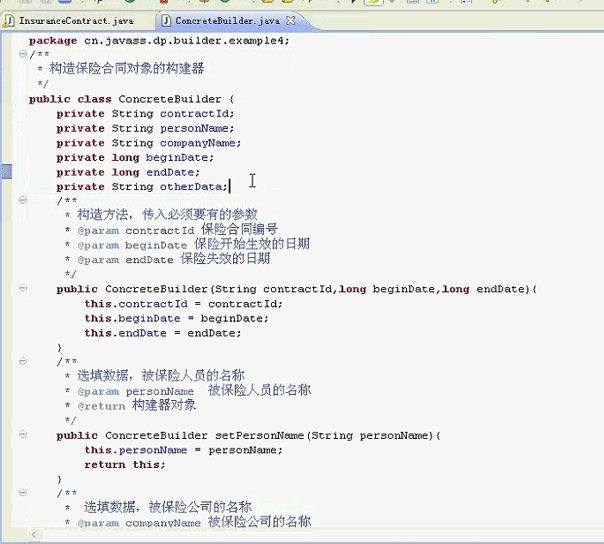 InsuranceContract.java ConcreteBuilder.java
package cn.javass.dp.builder.example4;
/**
 * 构造保险合同对象的构建器
 */
public class ConcreteBuilder {
    private String contractId;
    private String personName;
    private String companyName;
    private long beginDate;
    private long endDate;
    private String otherData;
    /**
     * 构造方法，传入必须要有的参数
     * @param contractId 保险合同编号
     * @param beginDate 保险开始生效的日期
     * @param endDate 保险失效的日期
     */
    public ConcreteBuilder(String contractId,long beginDate,long endDate){
        this.contractId = contractId;
        this.beginDate = beginDate;
        this.endDate = endDate;
    }
    /**
     * 选填数据，被保险人员的名称
     * @param personName  被保险人员的名称
     * @return 构建器对象
     */
    public ConcreteBuilder setPersonName(String personName){
        this.personName = personName;
        return this;
    }
    /**
     *  选填数据，被保险公司的名称
     * @param companyName 被保险公司的名称